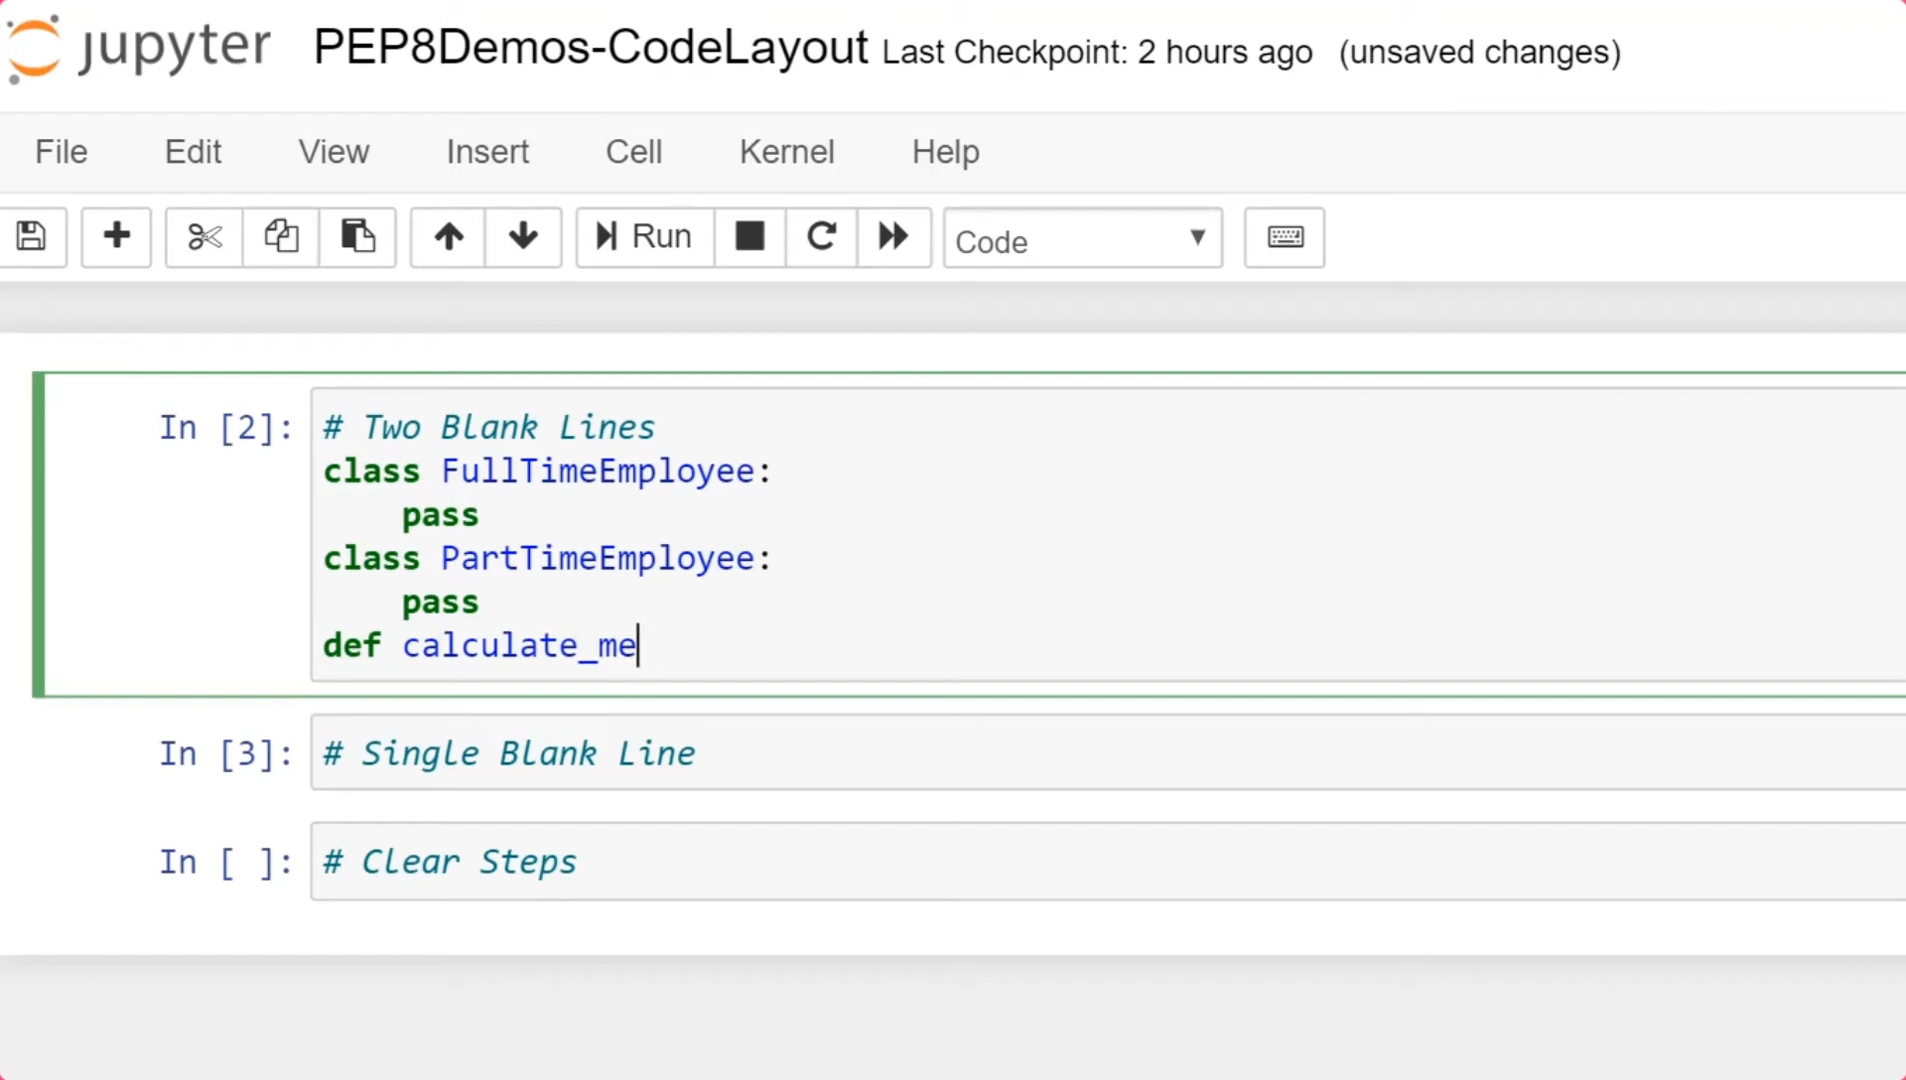 jupyter PEP8Demos-CodeLayout Last Checkpoint: 2 hours ago (unsaved changes)
File Edit View Insert Cell Kernel Help
Run Code
In [2]: # Two Blank Lines
class FullTimeEmployee:
    pass
class PartTimeEmployee:
    pass
def calculate_me
In [3]: # Single Blank Line
In [ ]: # Clear Steps